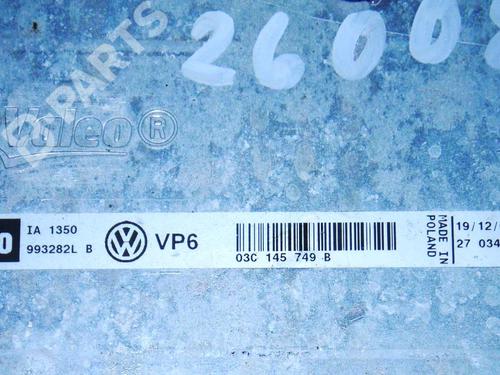 2600
Valeo®
IA 1350
993282L B
VP6
03C 145 749 B
MADE IN
POLAND
19/12/
27 034